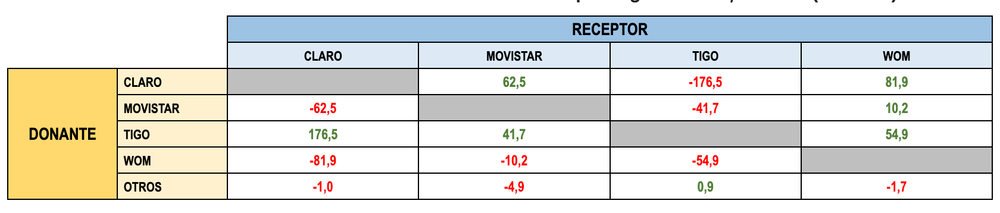 RECEPTOR
CLARO MOVISTAR TIGO WOM
DONANTE
CLARO 62,5 -176,5 81,9
MOVISTAR -62,5 -41,7 10,2
TIGO 176,5 41,7 54,9
WOM -81,9 -10,2 -54,9
OTROS -1,0 -4,9 0,9 -1,7